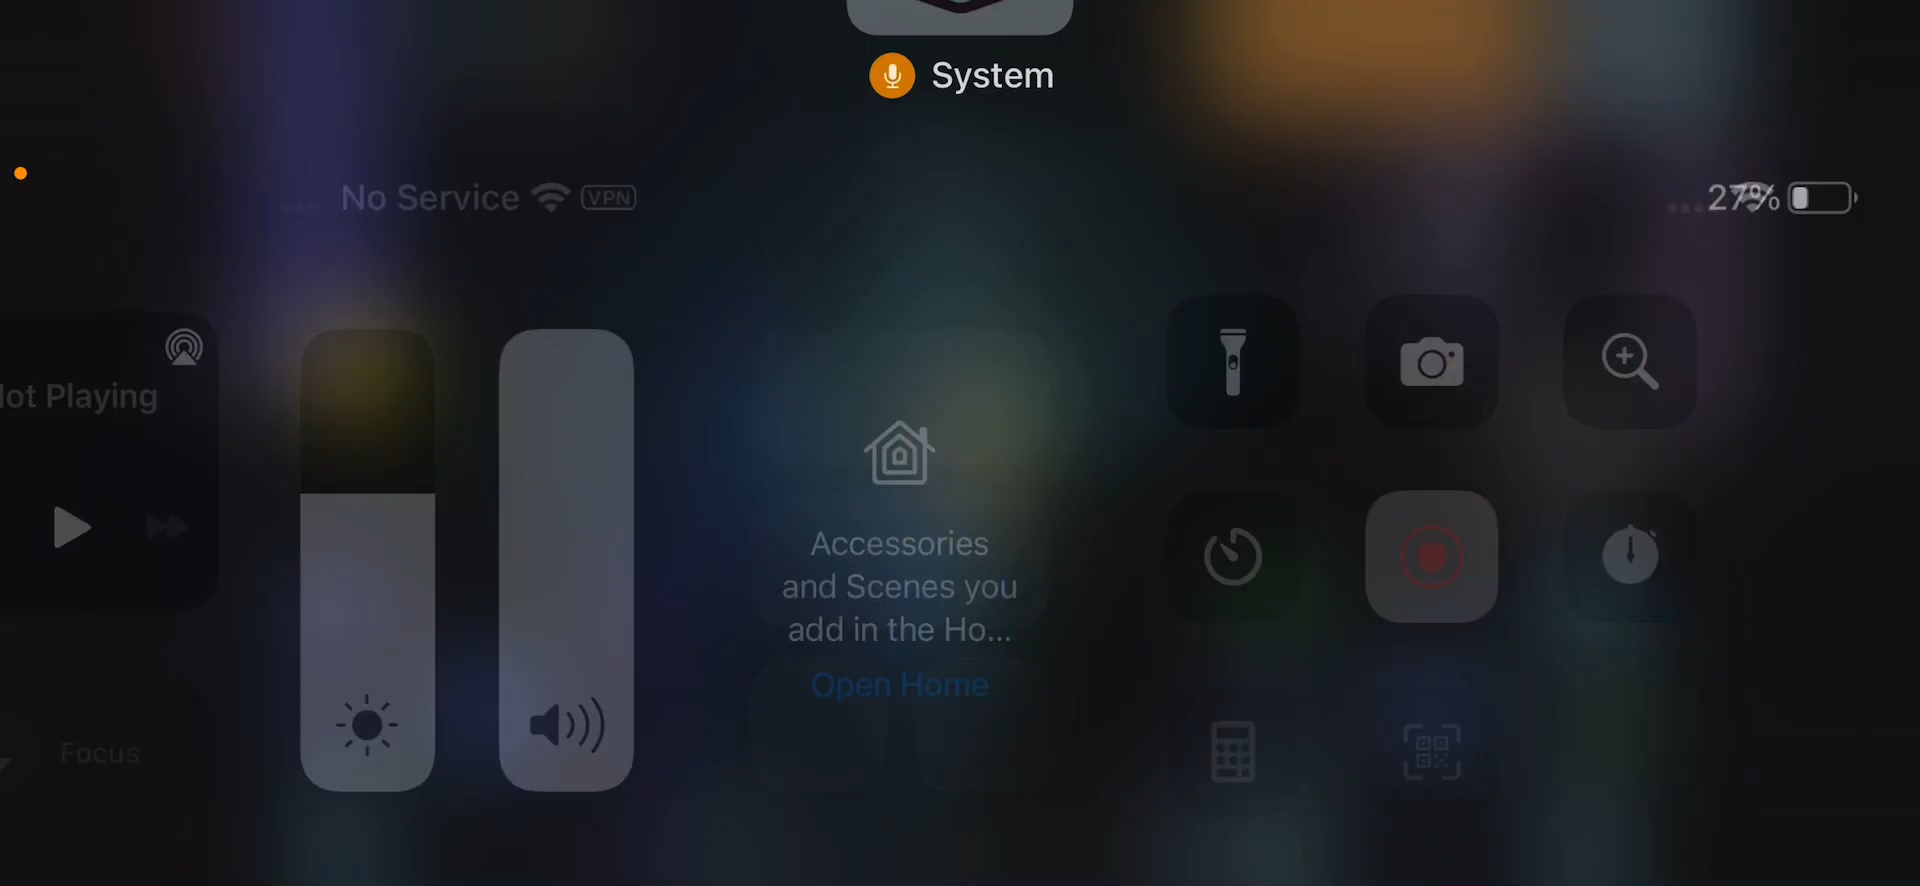 System
No Service VPN
27%
lot Playing
Accessories
and Scenes you
add in the Ho...
Open Home
Focus